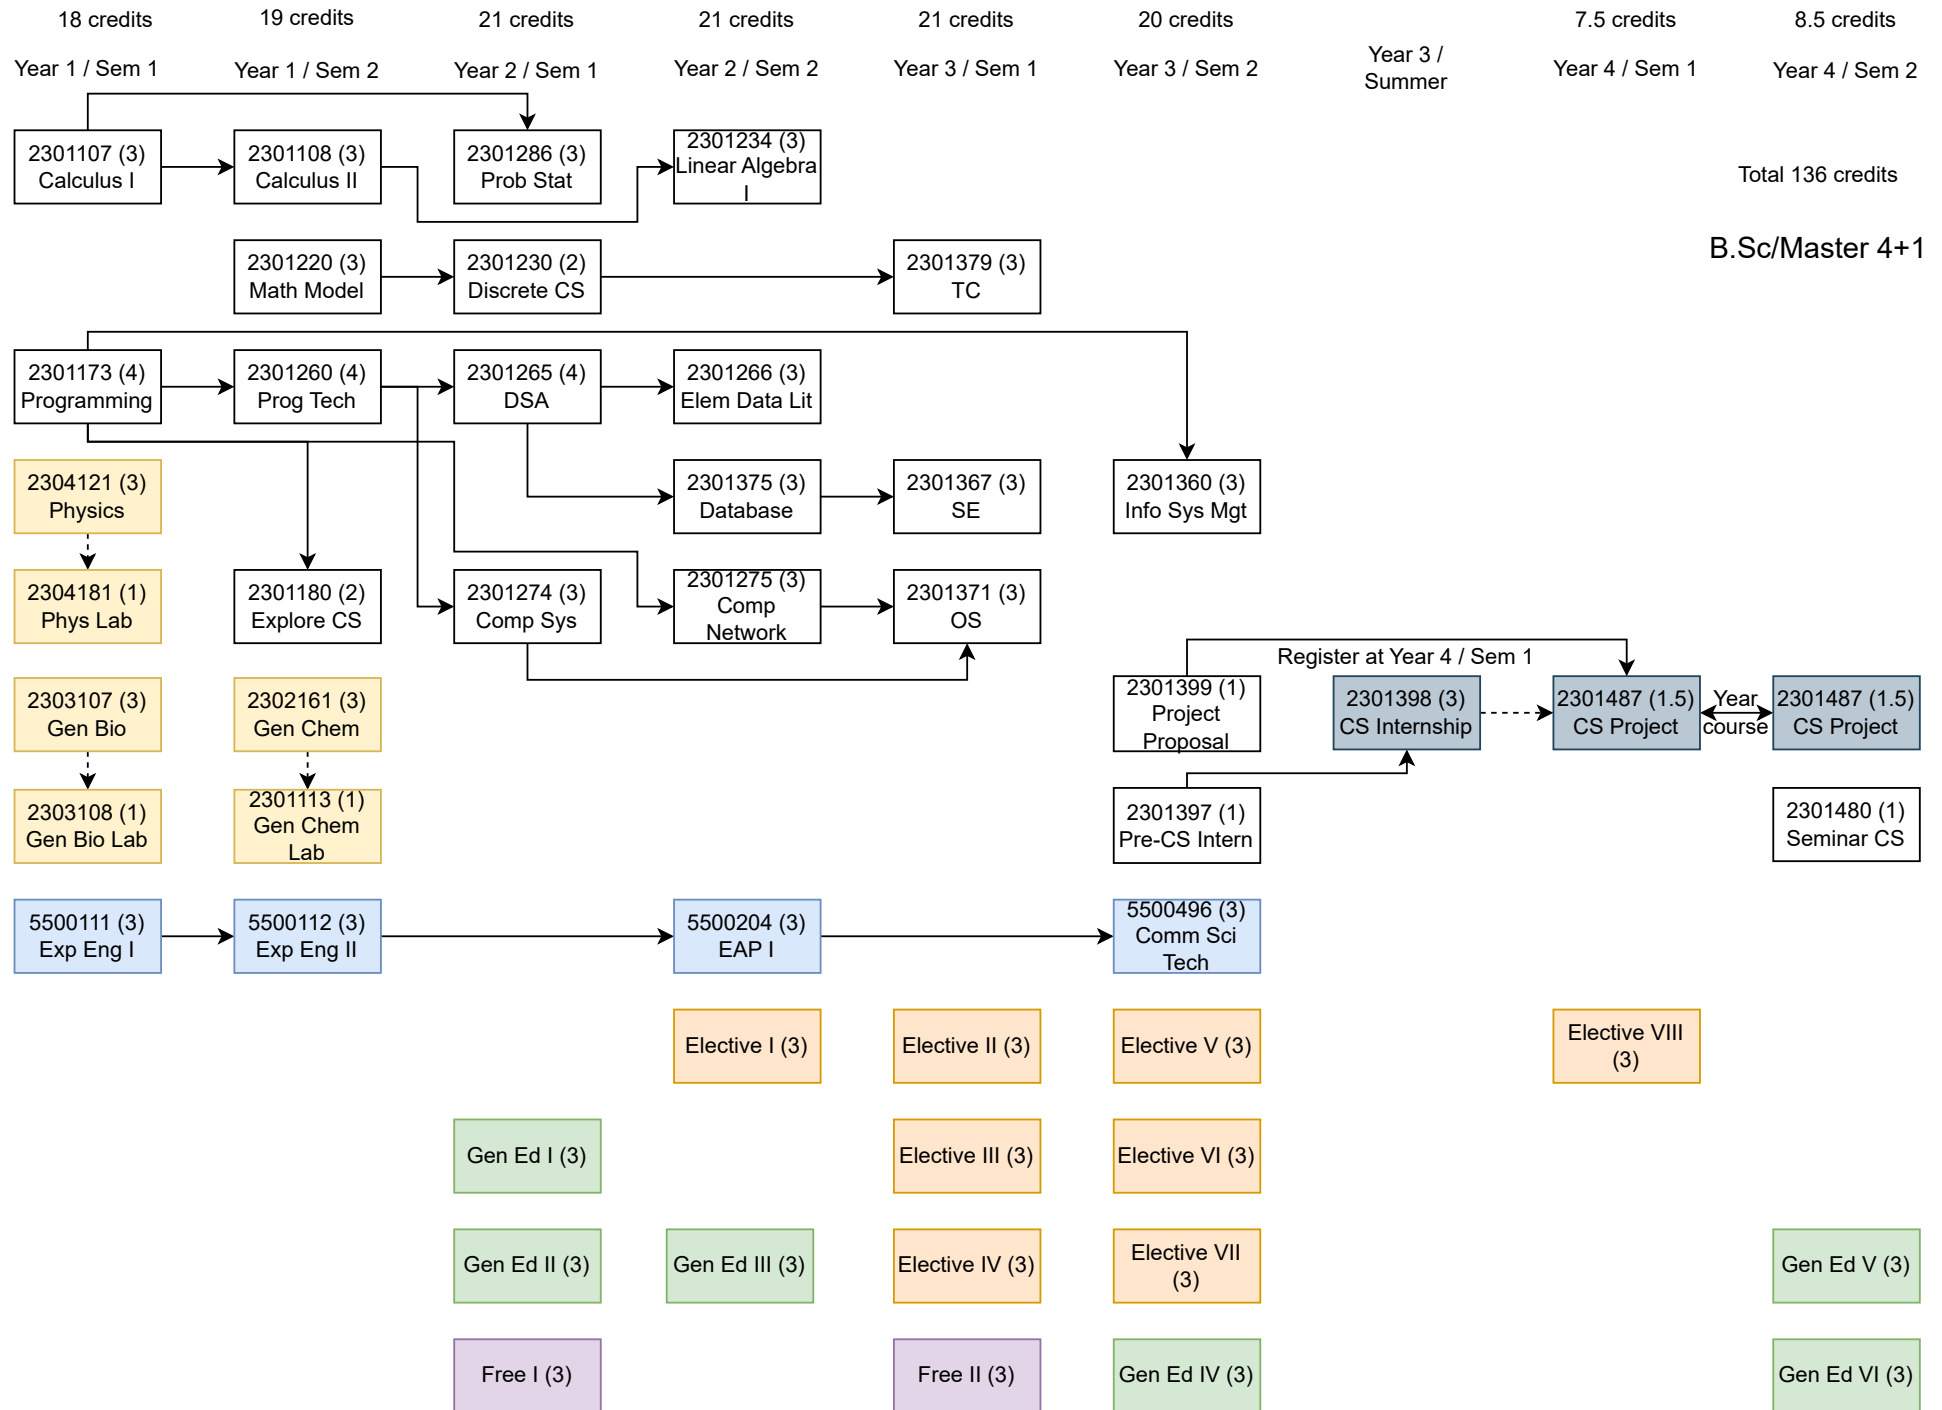 18 credits
19 credits
21 credits
21 credits
21 credits
20 credits
7.5 credits
8.5 credits
Year 1 / Sem 1
Year 1 / Sem 2
Year 2 / Sem 1
Year 2 / Sem 2
Year 3 / Sem 1
Year 3 / Sem 2
Year 3 /
Summer
Year 4 / Sem 1
Year 4 / Sem 2
2301107 (3)
Calculus I
2301108 (3)
Calculus II
2301286 (3)
Prob Stat
2301234 (3)
Linear Algebra
I
Total 136 credits
B.Sc/Master 4+1
2301220 (3)
Math Model
2301230 (2)
Discrete CS
2301379 (3)
TC
2301173 (4)
Programming
2301260 (4)
Prog Tech
2301265 (4)
DSA
2301266 (3)
Elem Data Lit
2304121 (3)
Physics
2301375 (3)
Database
2301367 (3)
SE
2301360 (3)
Info Sys Mgt
2304181 (1)
Phys Lab
2301180 (2)
Explore CS
2301274 (3)
Comp Sys
2301275 (3)
Comp
Network
2301371 (3)
OS
Register at Year 4 / Sem 1
2303107 (3)
Gen Bio
2302161 (3)
Gen Chem
2301399 (1)
Project
Proposal
2301398 (3)
CS Internship
2301487 (1.5)
CS Project
Year
course
2301487 (1.5)
CS Project
2303108 (1)
Gen Bio Lab
2301113 (1)
Gen Chem
Lab
2301397 (1)
Pre-CS Intern
2301480 (1)
Seminar CS
5500111 (3)
Exp Eng I
5500112 (3)
Exp Eng II
5500204 (3)
EAP I
5500496 (3)
Comm Sci
Tech
Elective I (3)
Elective II (3)
Elective V (3)
Elective VIII
(3)
Gen Ed I (3)
Elective III (3)
Elective VI (3)
Gen Ed II (3)
Gen Ed III (3)
Elective IV (3)
Elective VII
(3)
Gen Ed V (3)
Free I (3)
Free II (3)
Gen Ed IV (3)
Gen Ed VI (3)